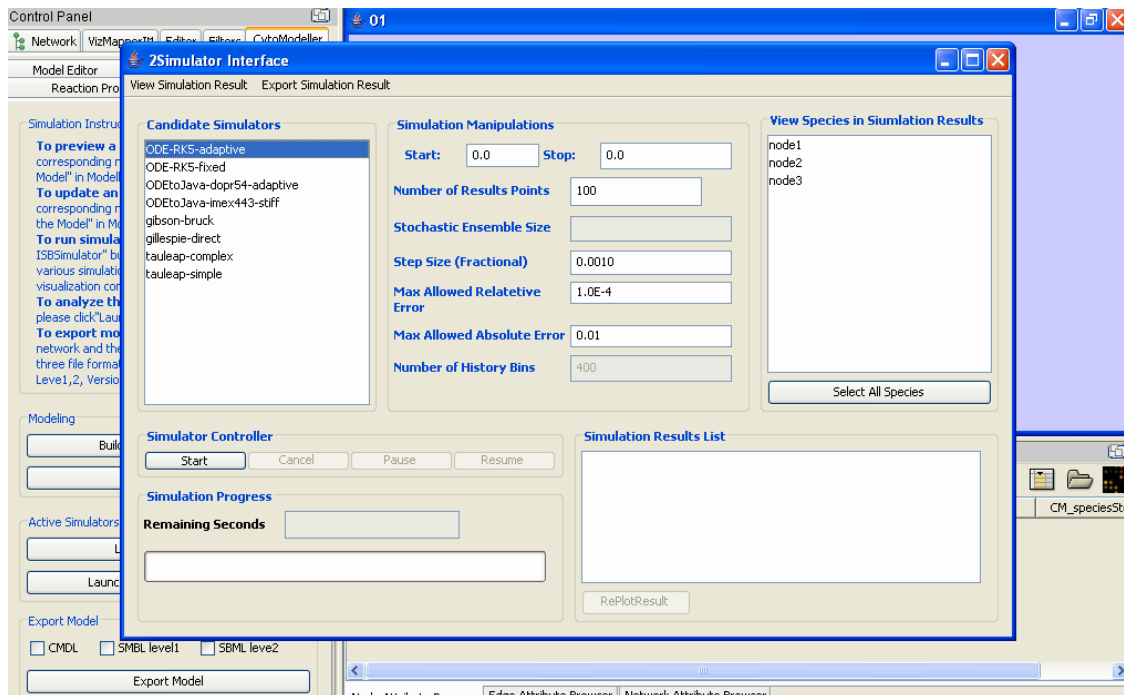 Control Panel
Network VizMapper™ Editor Filters CytoModeller
Model Editor
Reaction Pro
Simulation Instruc
To preview a
corresponding n
Model" in Modell
To update an
corresponding n
the Model" in Mo
To run simula
ISBSimulator" bu
various simulatio
visualization con
To analyze th
please click"Lau
To export mo
network and the
three file format
Leve1,2, Versio
Modeling
Build
Active Simulators
L
Launc
Export Model
CMDL SMBL level1 SBML leve2
Export Model
01
2Simulator Interface
View Simulation Result Export Simulation Result
Candidate Simulators
ODE-RK5-adaptive
ODE-RK5-fixed
ODEtoJava-dopr54-adaptive
ODEtoJava-imex443-stiff
gibson-bruck
gillespie-direct
tauleap-complex
tauleap-simple
Simulation Manipulations
Start: 0.0 Stop: 0.0
Number of Results Points 100
Stochastic Ensemble Size
Step Size (Fractional) 0.0010
Max Allowed Relatetive
Error
1.0E-4
Max Allowed Absolute Error 0.01
Number of History Bins 400
View Species in Siumlation Results
node1
node2
node3
Select All Species
Simulator Controller
Start Cancel Pause Resume
Simulation Progress
Remaining Seconds
Simulation Results List
RePlotResult
CM_speciesSt
Edge Attribute Browser Network Attribute Browser